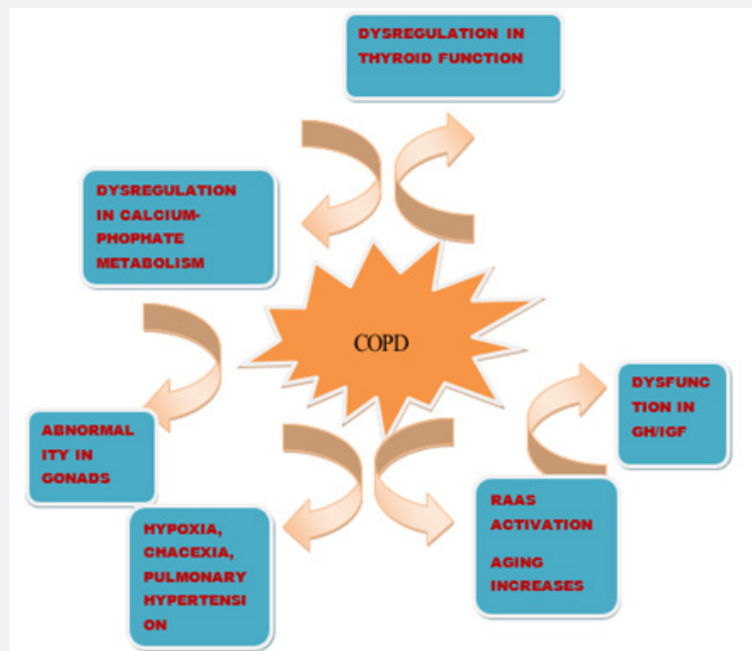 DYSREGULATION IN
THYROID FUNCTION
DYSREGULATION
IN CALCIUM-
PHOPHATE
METABOLISM
COPD
DYSFUNC
TION IN
GH/IGF
ABNORMAL
ITY IN
GONADS
HYPOXIA,
CHACEXIA,
PULMONARY
HYPERTENSI
ON
RAAS
ACTIVATION
AGING
INCREASES